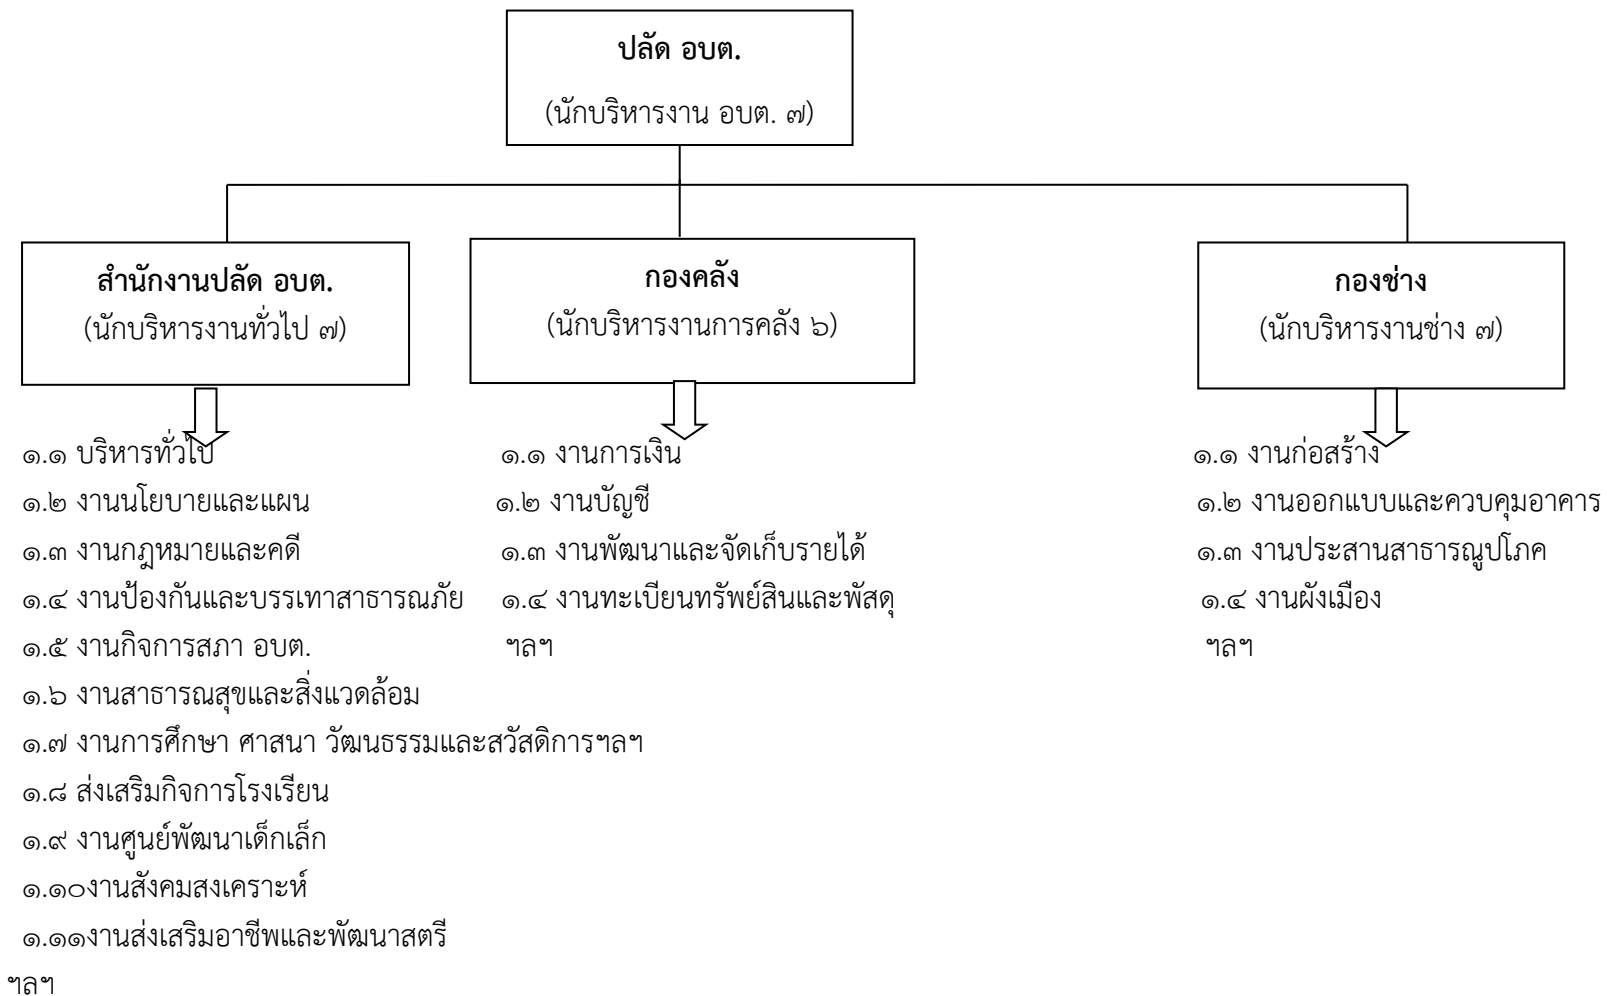 ปลัด อบต.
(นักบริหารงาน อบต. ๗)
สำนักงานปลัด อบต.
(นักบริหารงานทั่วไป ๗)
กองคลัง
(นักบริหารงานการคลัง ๖)
กองช่าง
(นักบริหารงานช่าง ๗)
๑.๑ บริหารทั่วไป
๑.๒ งานนโยบายและแผน
๑.๓ งานกฎหมายและคดี
๑.๔ งานป้องกันและบรรเทาสาธารณภัย
๑.๕ งานกิจการสภา อบต.
๑.๖ งานสาธารณสุขและสิ่งแวดล้อม
๑.๗ งานการศึกษา ศาสนา วัฒนธรรมและสวัสดิการฯลฯ
๑.๘ ส่งเสริมกิจการโรงเรียน
๑.๙ งานศูนย์พัฒนาเด็กเล็ก
๑.๑๐งานสังคมสงเคราะห์
๑.๑๑งานส่งเสริมอาชีพและพัฒนาสตรี
ฯลฯ
๑.๑ งานการเงิน
๑.๒ งานบัญชี
๑.๓ งานพัฒนาและจัดเก็บรายได้
๑.๔ งานทะเบียนทรัพย์สินและพัสดุ
ฯลฯ
๑.๑ งานก่อสร้าง
๑.๒ งานออกแบบและควบคุมอาคาร
๑.๓ งานประสานสาธารณูปโภค
๑.๔ งานผังเมือง
ฯลฯ